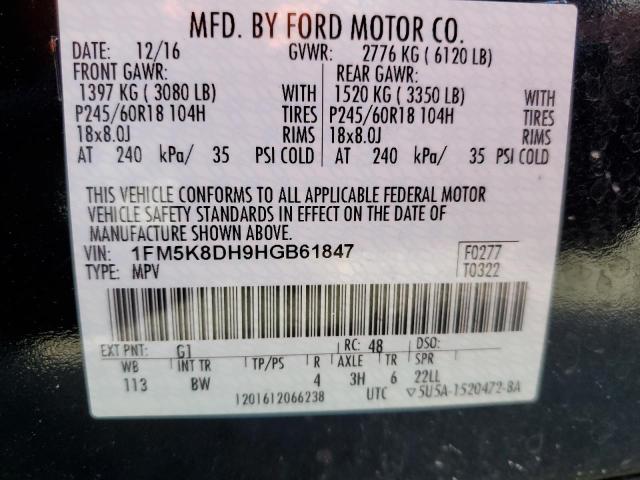 MFD. BY FORD MOTOR CO.
DATE: 12/16 GVWR: 2776 KG ( 6120 LB)
FRONT GAWR: REAR GAWR:
1397 KG ( 3080 LB) WITH 1520 KG ( 3350 LB) WITH
P245/60R18 104H TIRES P245/60R18 104H TIRES
18x8.0J RIMS 18x8.0J RIMS
AT 240 kPa/ 35 PSI COLD AT 240 kPa/ 35 PSI COLD
THIS VEHICLE CONFORMS TO ALL APPLICABLE FEDERAL MOTOR
VEHICLE SAFETY STANDARDS IN EFFECT ON THE DATE OF
MANUFACTURE SHOWN ABOVE.
VIN: 1FM5K8DH9HGB61847 F0277
TYPE: MPV T0322
EXT PNT: G1 RC: 48 DSO:
WB INT TR TP/PS R AXLE TR SPR
113 BW 4 3H 6 22LL
1201612066238 UTC ▽5U5A-1520472-BA